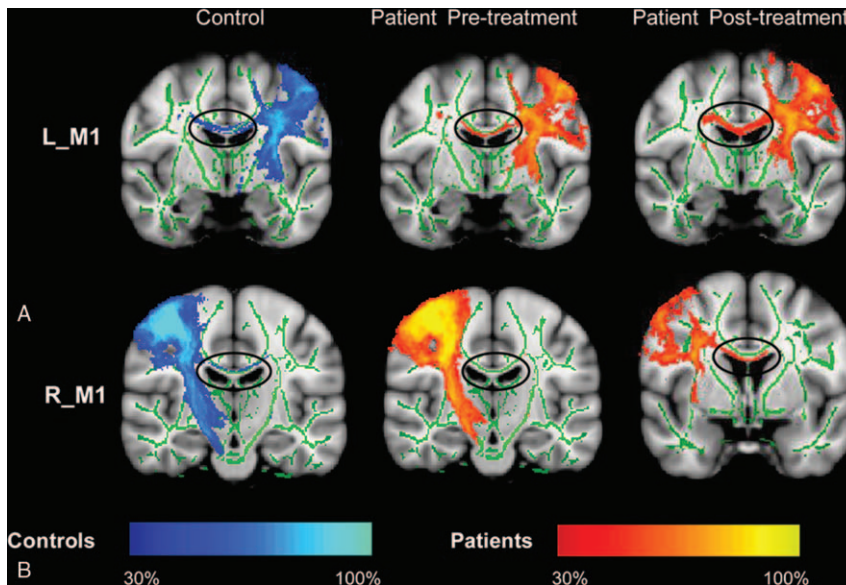 Control Patient Pre-treatment Patient Post-treatment
L_M1
A
R_M1
Controls Patients
B 30% 100% 30% 100%